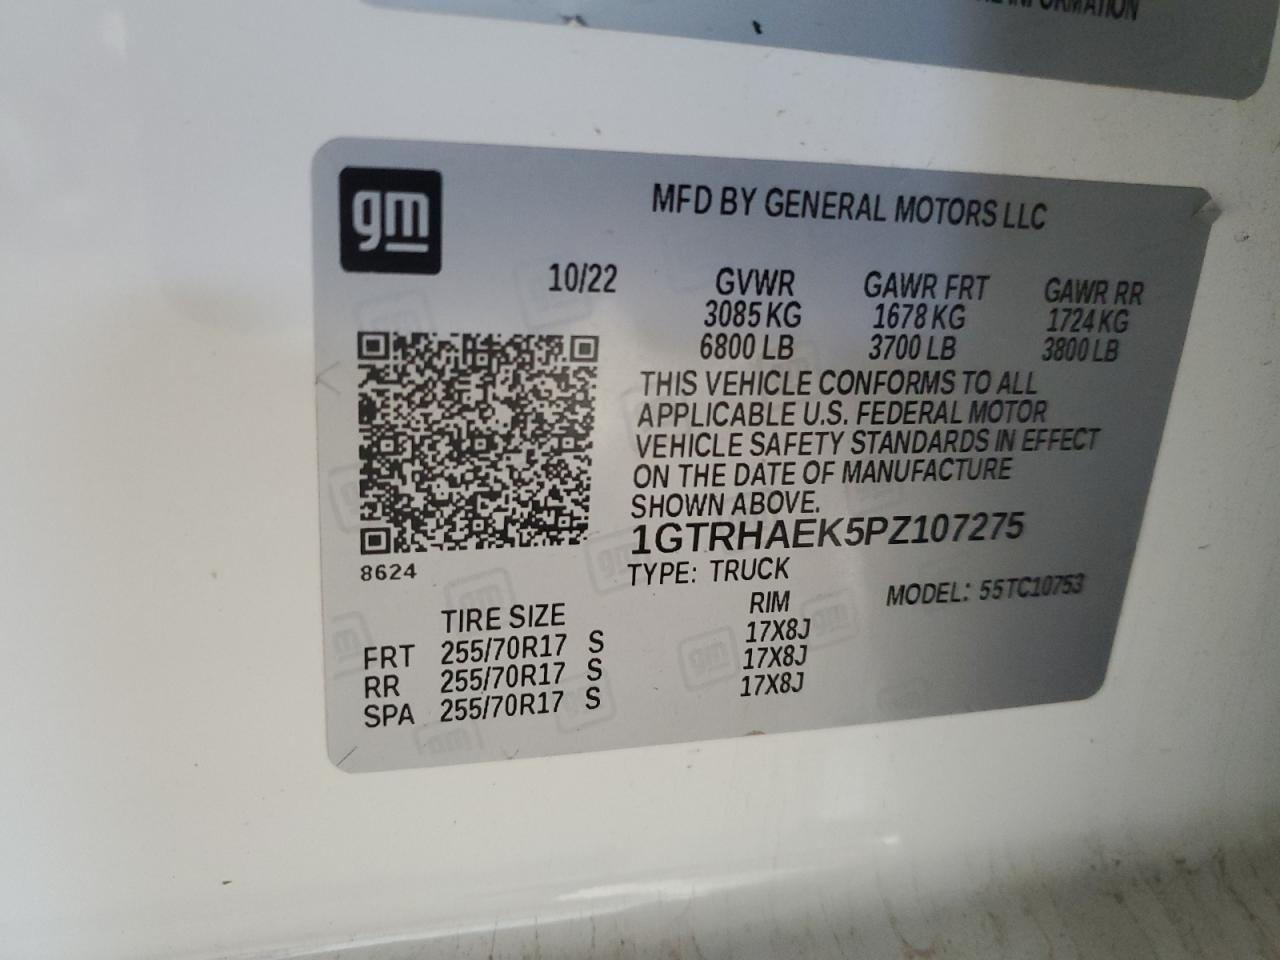 INFORMATION
gm
MFD BY GENERAL MOTORS LLC
10/22 GVWR GAWR FRT GAWR RR
3085 KG 1678 KG 1724 KG
6800 LB 3700 LB 3800 LB
THIS VEHICLE CONFORMS TO ALL
APPLICABLE U.S. FEDERAL MOTOR
VEHICLE SAFETY STANDARDS IN EFFECT
ON THE DATE OF MANUFACTURE
SHOWN ABOVE.
1GTRHAEK5PZ107275
8624
TYPE: TRUCK MODEL: 55TC10753
TIRE SIZE RIM
FRT 255/70R17 S 17X8J
RR 255/70R17 S 17X8J
SPA 255/70R17 S 17X8J